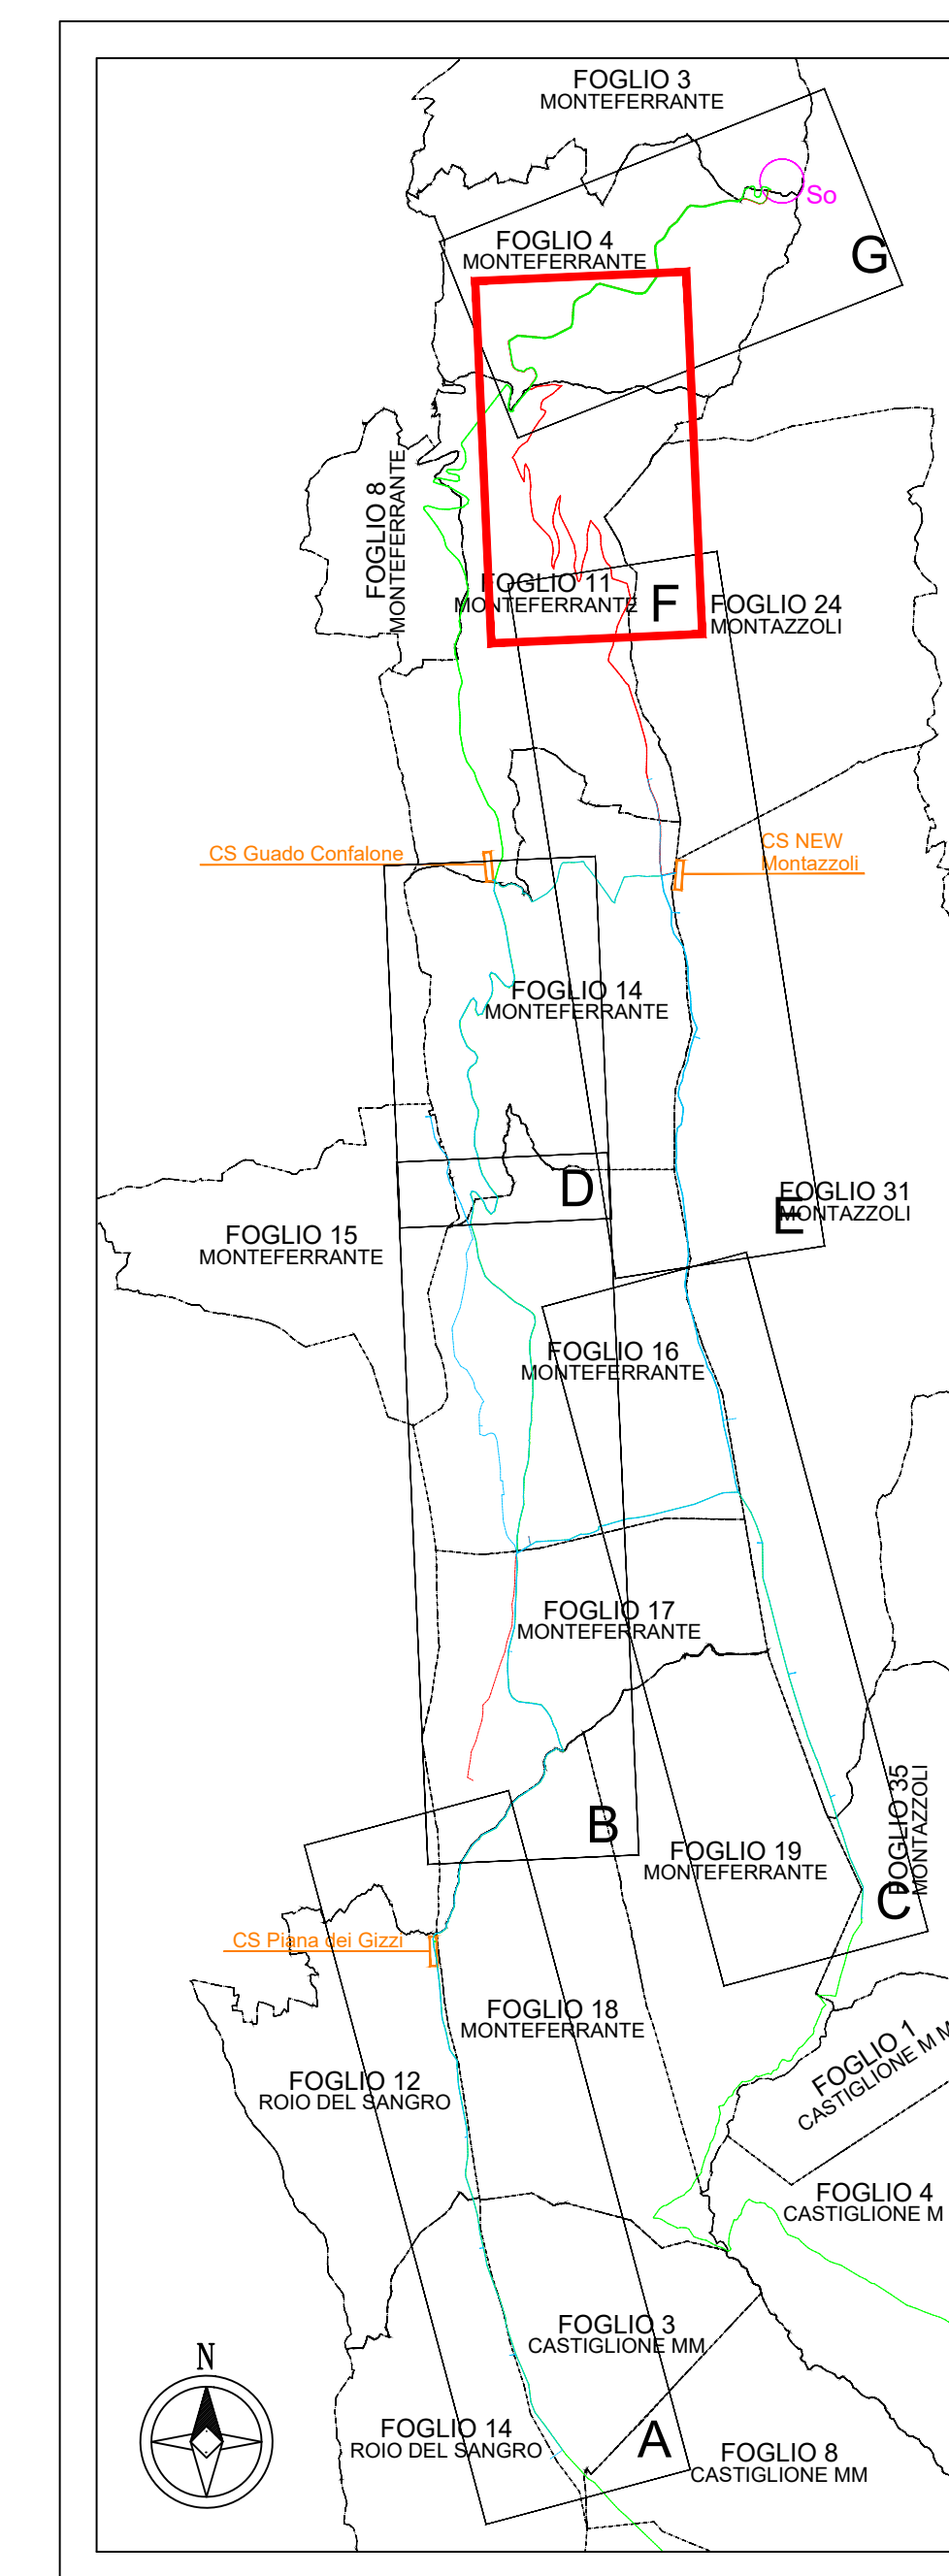 FOGLIO 3
MONTEFERRANTE
So
FOGLIO 4
MONTEFERRANTE
G
FOGLIO 8
MONTEFERRANTE
FOGLIO 11
MONTEFERRANTE
F
FOGLIO 24
MONTAZZOLI
CS Guado Confalone
CS NEW
Montazzoli
FOGLIO 14
MONTEFERRANTE
D
FOGLIO 31
MONTAZZOLI
E
FOGLIO 15
MONTEFERRANTE
FOGLIO 16
MONTEFERRANTE
FOGLIO 17
MONTEFERRANTE
B
FOGLIO 19
MONTEFERRANTE
FOGLIO 35
MONTAZZOLI
C
CS Piana dei Gizzi
FOGLIO 18
MONTEFERRANTE
FOGLIO 1
CASTIGLIONE M M
FOGLIO 12
ROIO DEL SANGRO
FOGLIO 4
CASTIGLIONE M
FOGLIO 3
CASTIGLIONE MM
N
FOGLIO 14
ROIO DEL SANGRO
A
FOGLIO 8
CASTIGLIONE MM